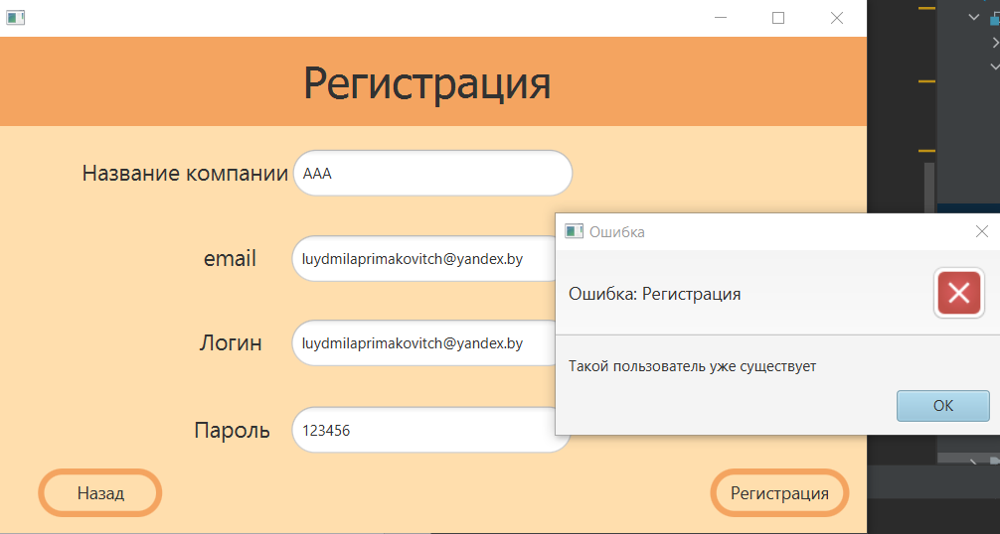 Регистрация
Название компании AAA
email luydmilaprimakovitch@yandex.by
Логин luydmilaprimakovitch@yandex.by
Пароль 123456
Назад
Регистрация
Ошибка
Ошибка: Регистрация
Такой пользователь уже существует
OK